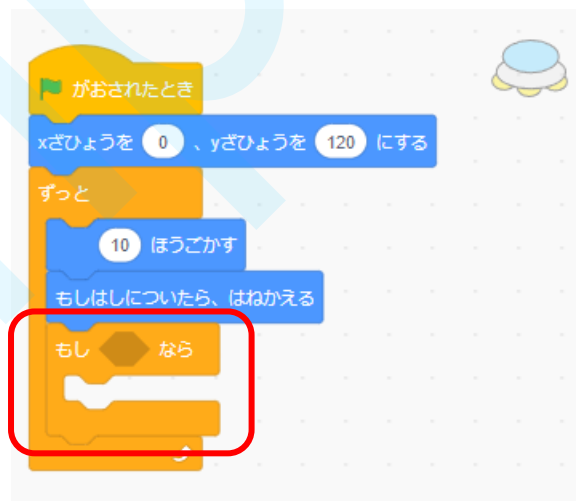 がおされたとき
xざひょうを 0 、yざひょうを 120 にする
ずっと
10 ほうごかす
もしはしについたら、はねかえる
もし なら